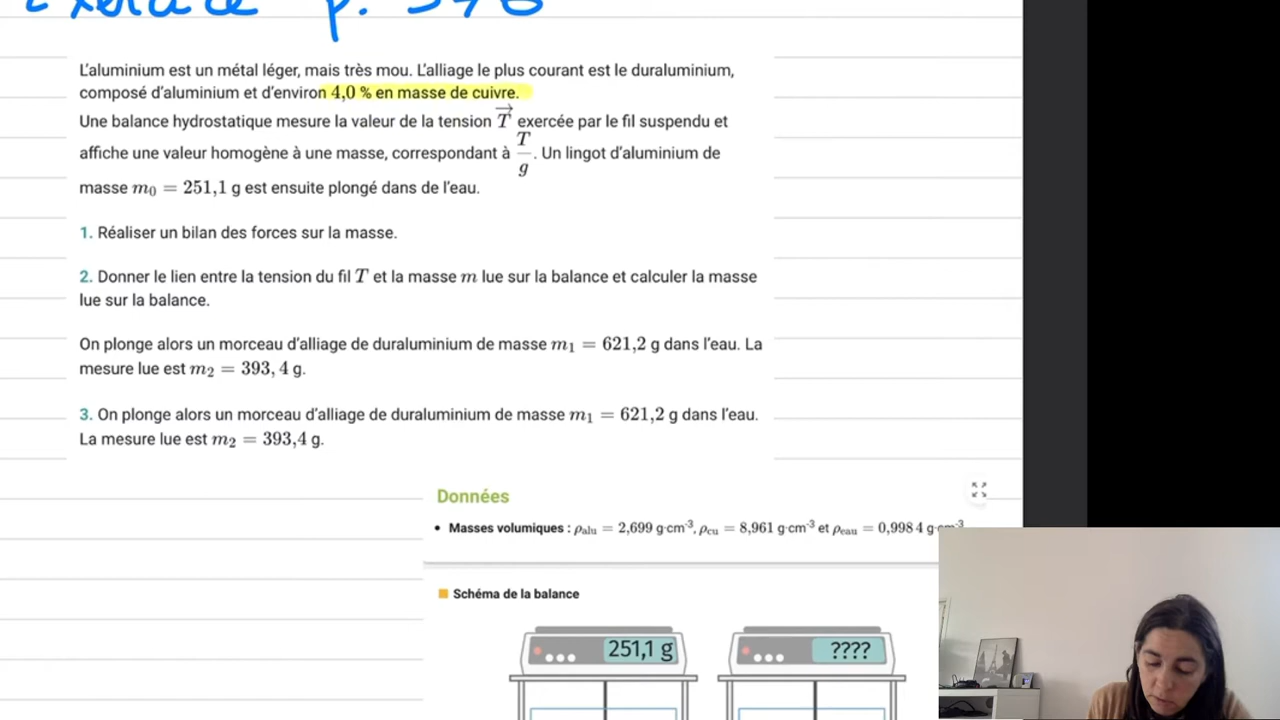 Exercice p. 376
L'aluminium est un métal léger, mais très mou. L'alliage le plus courant est le duraluminium,
composé d'aluminium et d'environ 4,0 % en masse de cuivre.
Une balance hydrostatique mesure la valeur de la tension T⃗ exercée par le fil suspendu et
affiche une valeur homogène à une masse, correspondant à T/g. Un lingot d'aluminium de
masse m₀ = 251,1 g est ensuite plongé dans de l'eau.
1. Réaliser un bilan des forces sur la masse.
2. Donner le lien entre la tension du fil T et la masse m lue sur la balance et calculer la masse
lue sur la balance.
On plonge alors un morceau d'alliage de duraluminium de masse m₁ = 621,2 g dans l'eau. La
mesure lue est m₂ = 393, 4 g.
3. On plonge alors un morceau d'alliage de duraluminium de masse m₁ = 621,2 g dans l'eau.
La mesure lue est m₂ = 393,4 g.
Données
• Masses volumiques : ρalu = 2,699 g·cm⁻³, ρcu = 8,961 g·cm⁻³ et ρeau = 0,998 4 g·cm⁻³
Schéma de la balance
251,1 g
????